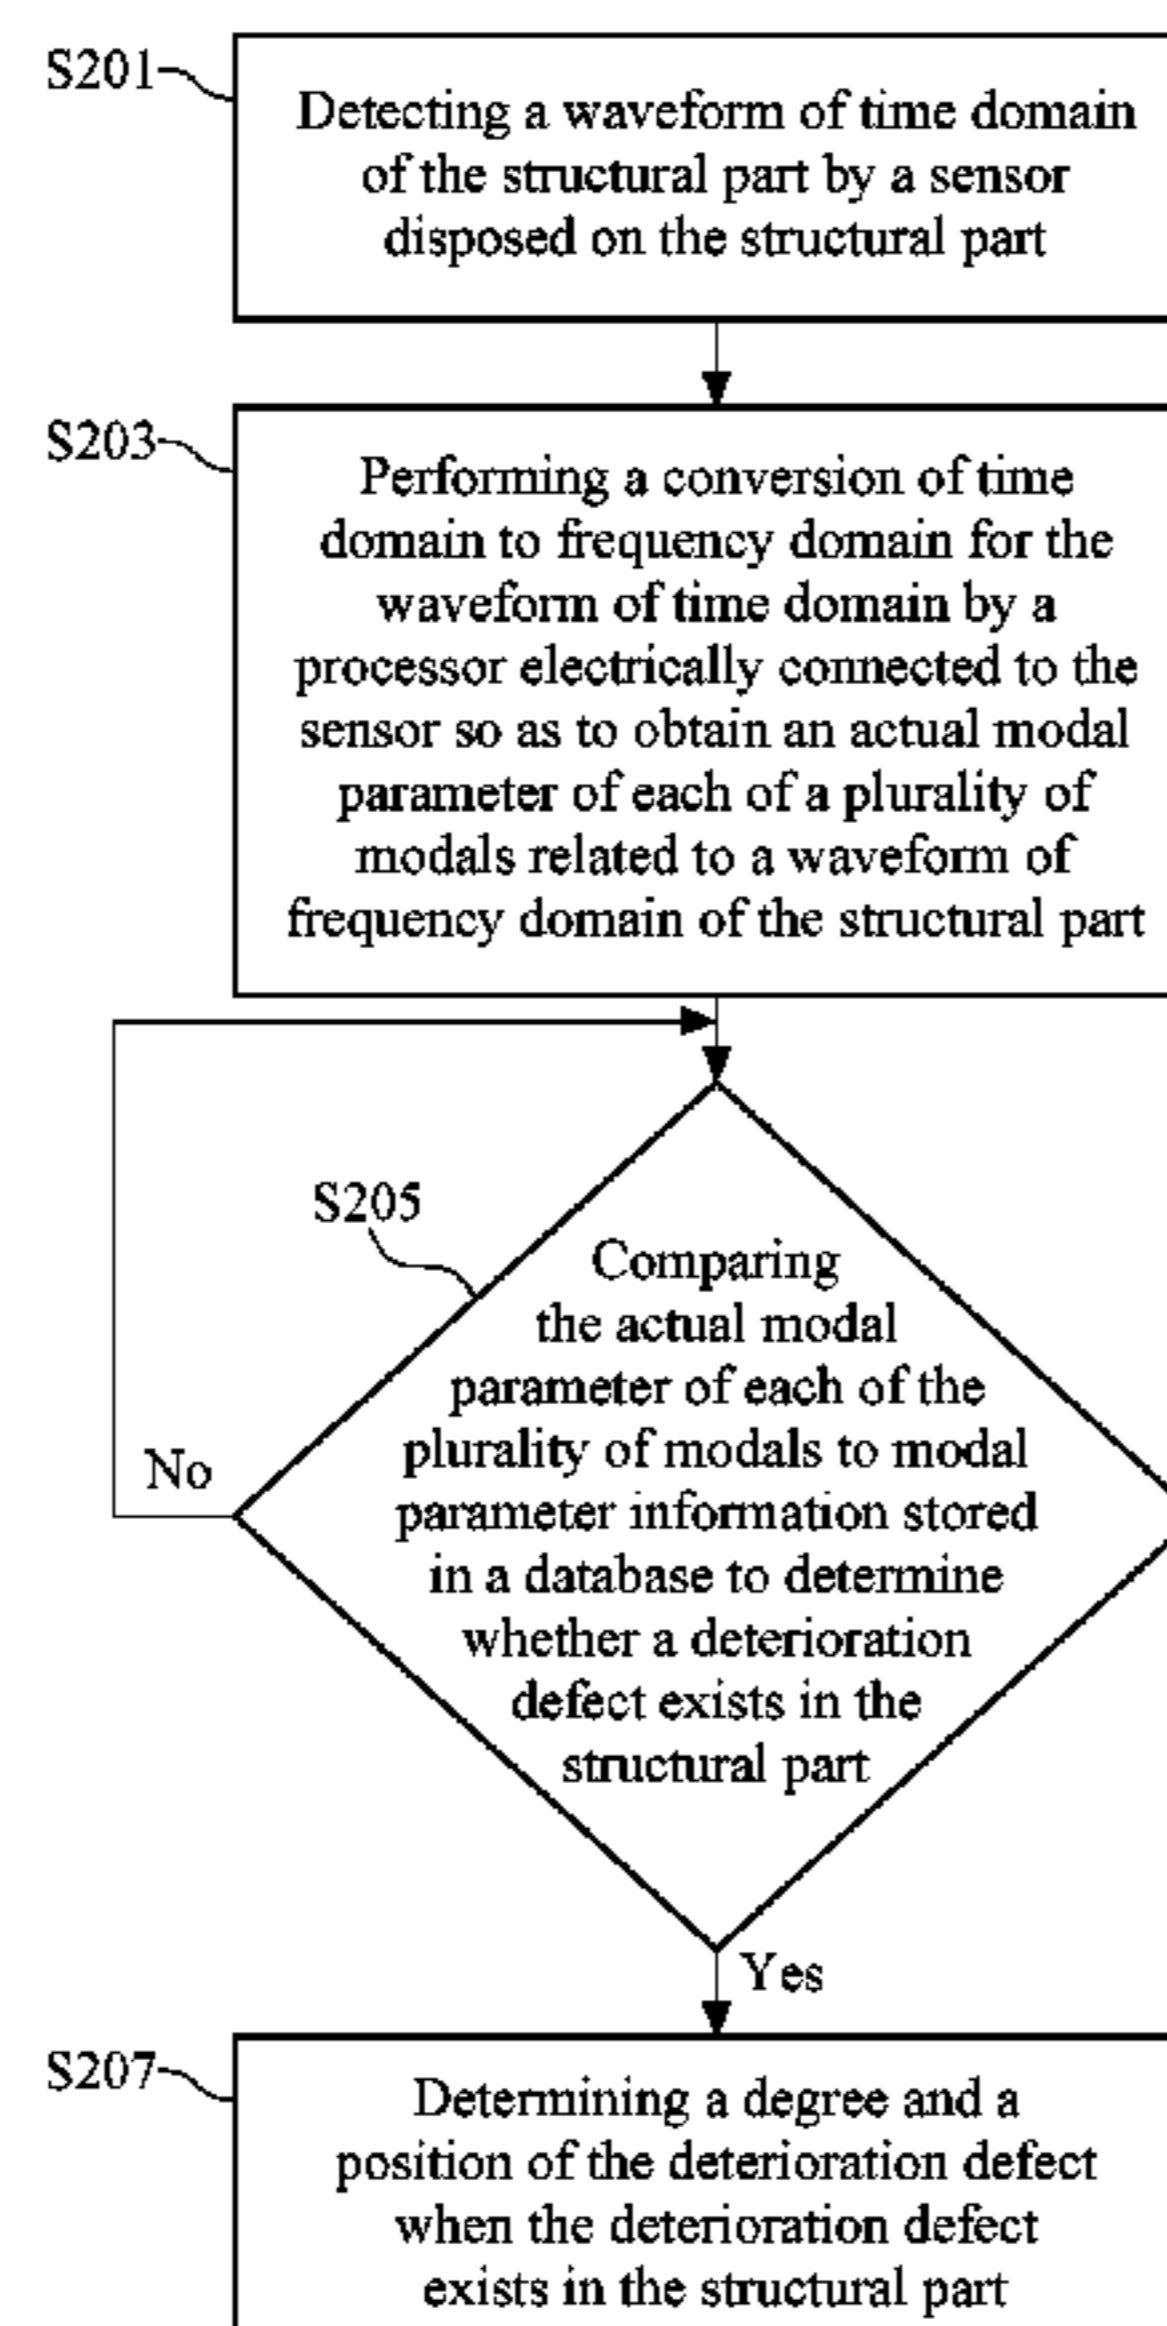 S201
Detecting a waveform of time domain
of the structural part by a sensor
disposed on the structural part
S203
Performing a conversion of time
domain to frequency domain for the
waveform of time domain by a
processor electrically connected to the
sensor so as to obtain an actual modal
parameter of each of a plurality of
modals related to a waveform of
frequency domain of the structural part
S205
Comparing
the actual modal
parameter of each of the
plurality of modals to modal
parameter information stored
in a database to determine
whether a deterioration
defect exists in the
structural part
No
Yes
S207
Determining a degree and a
position of the deterioration defect
when the deterioration defect
exists in the structural part